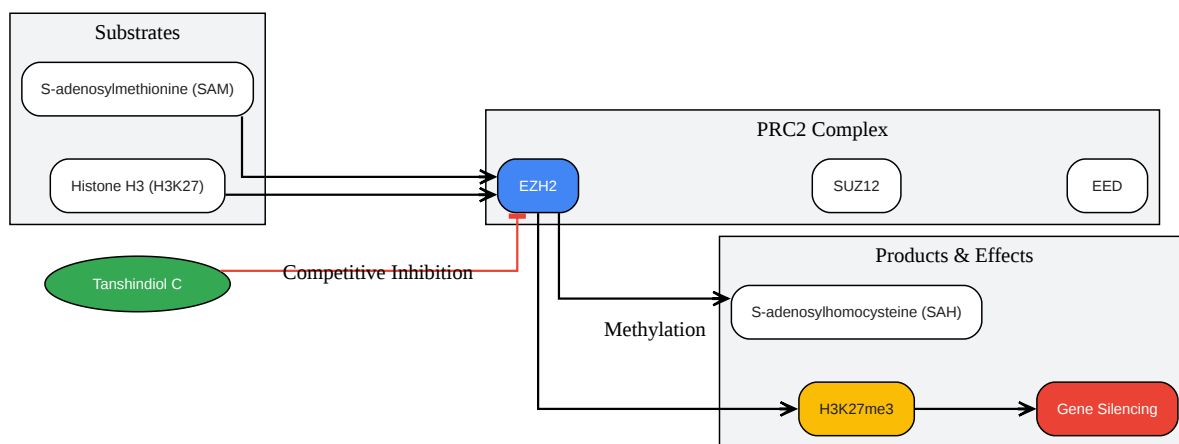 Substrates
S-adenosylmethionine (SAM)
Histone H3 (H3K27)
PRC2 Complex
EZH2
SUZ12
EED
Tanshindiol C
Competitive Inhibition
Methylation
Products & Effects
S-adenosylhomocysteine (SAH)
H3K27me3
Gene Silencing